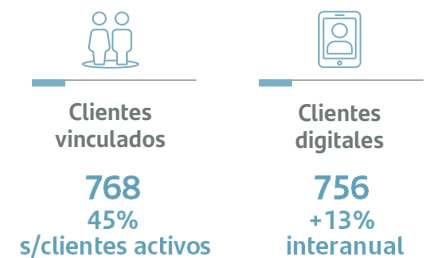 Clientes
vinculados
768
45%
s/clientes activos
Clientes
digitales
756
+13%
interanual